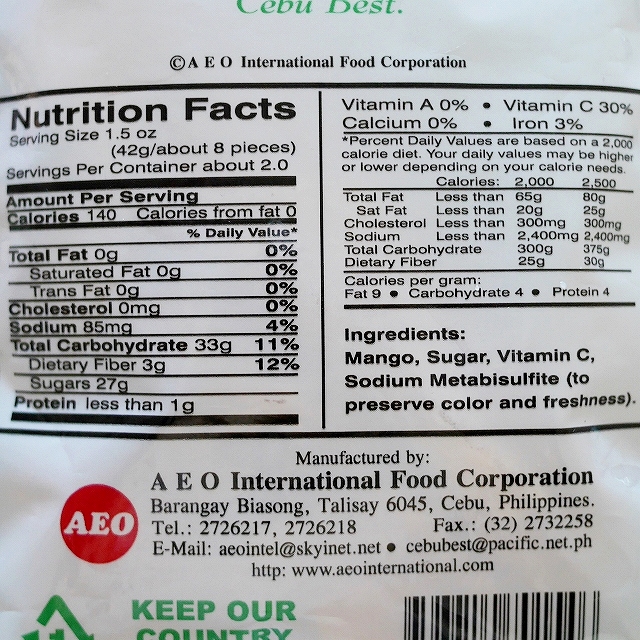 Cebu Best.
©A E O International Food Corporation
Nutrition Facts
Serving Size 1.5 oz
(42g/about 8 pieces)
Servings Per Container about 2.0
Amount Per Serving
Calories 140 Calories from fat 0
% Daily Value*
Total Fat 0g 0%
Saturated Fat 0g 0%
Trans Fat 0g 0%
Cholesterol 0mg 0%
Sodium 85mg 4%
Total Carbohydrate 33g 11%
Dietary Fiber 3g 12%
Sugars 27g
Protein less than 1g
Vitamin A 0% • Vitamin C 30%
Calcium 0% • Iron 3%
*Percent Daily Values are based on a 2,000
calorie diet. Your daily values may be higher
or lower depending on your calorie needs.
Calories: 2,000 2,500
Total Fat Less than 65g 80g
Sat Fat Less than 20g 25g
Cholesterol Less than 300mg 300mg
Sodium Less than 2,400mg 2,400mg
Total Carbohydrate 300g 375g
Dietary Fiber 25g 30g
Calories per gram:
Fat 9 • Carbohydrate 4 • Protein 4
Ingredients:
Mango, Sugar, Vitamin C,
Sodium Metabisulfite (to
preserve color and freshness).
Manufactured by:
A E O International Food Corporation
Barangay Biasong, Talisay 6045, Cebu, Philippines.
Tel.: 2726217, 2726218 Fax.: (32) 2732258
E-Mail: aeointel@skyinet.net • cebubest@pacific.net.ph
http: www.aeointernational.com
AEO
KEEP OUR
COUNTRY